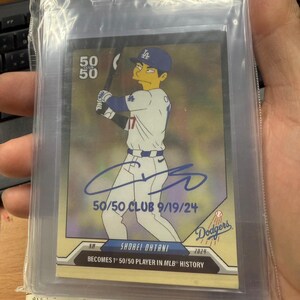 50
50
17
50/50 CLUB 9/19/24
Dodgers
SHOHEI OHTANI
BECOMES 1st 50/50 PLAYER IN MLB HISTORY